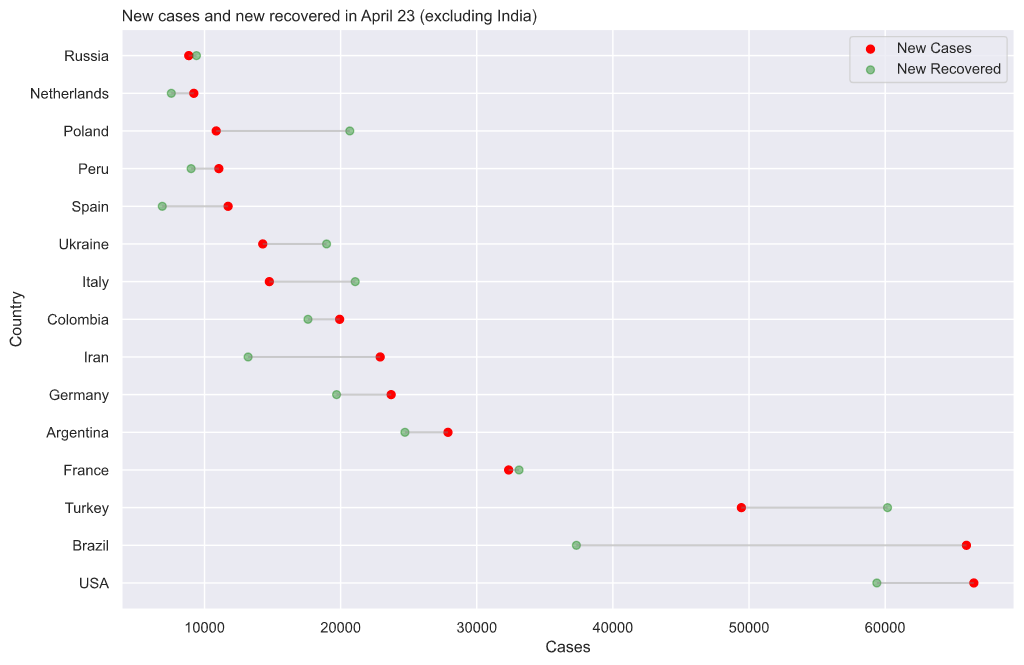 New cases and new recovered in April 23 (excluding India)
New Cases
New Recovered
Russia
Netherlands
Poland
Peru
Spain
Ukraine
Italy
Colombia
Iran
Germany
Argentina
France
Turkey
Brazil
USA
Country
10000 20000 30000 40000 50000 60000
Cases